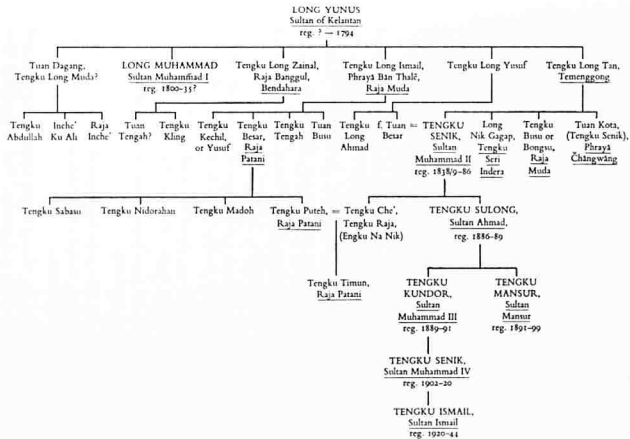 LONG YUNUS
Sultan of Kelantan
reg. ? — 1794
Tuan Dagang,
Tengku Long Muda?
LONG MUHAMMAD
Sultan Muhammad I
reg. 1800-35?
Tengku Long Zainal,
Raja Banggul,
Bendahara
Tengku Long Ismail,
Phrayā Bān Thalē,
Raja Muda
Tengku Long Yusuf
Tengku Long Tan,
Temenggong
Tengku
Abdullah
Inche'
Ku Ali
Raja
Inche'
Tuan
Tengah?
Tengku
Kling
Tengku
Kechil,
or Yusuf
Tengku
Besar,
Raja
Patani
Tengku
Tengah
Tuan
Busu
Tengku
Long
Ahmad
f. Tuan =
Besar
TENGKU
SENIK,
Sultan
Muhammad II
reg. 1838/9-86
Long
Nik Gagap,
Tengku
Seri
Indera
Tengku
Busu or
Bongsu,
Raja
Muda
Tuan Kota,
(Tengku Senik),
Phrayā
Čhāngwāng
Tengku Sabaus
Tengku Nidorahan
Tengku Madoh
Tengku Puteh, =
Raja Patani
Tengku Che',
Tengku Raja,
(Engku Na Nik)
TENGKU SULONG,
Sultan Ahmad,
reg. 1886-89
Tengku Timun,
Raja Patani
TENGKU
KUNDOR,
Sultan
Muhammad III
reg. 1889-91
TENGKU
MANSUR,
Sultan
Mansur
reg. 1891-99
TENGKU SENIK,
Sultan Muhammad IV
reg. 1902-20
TENGKU ISMAIL,
Sultan Ismail
reg. 1920-44